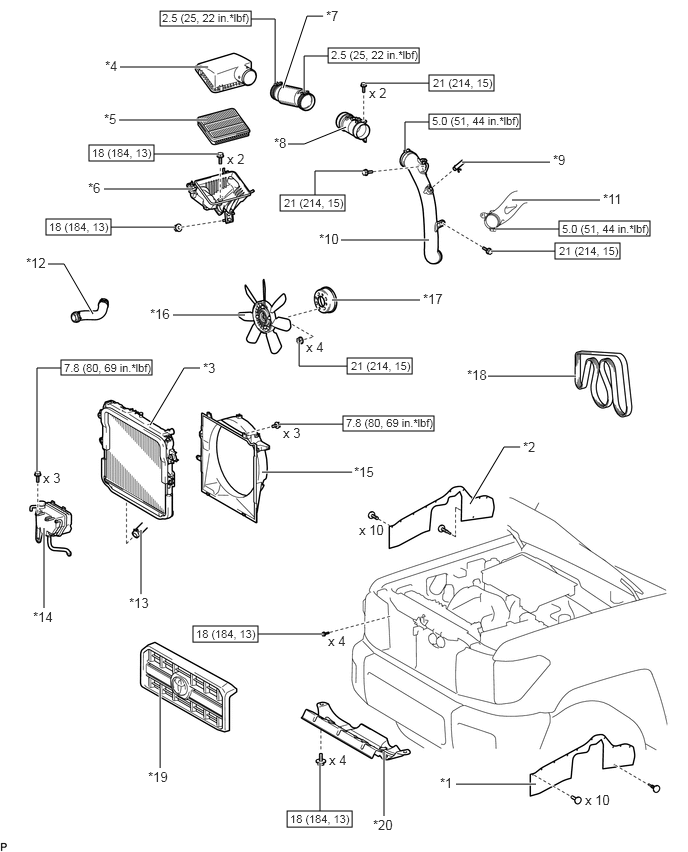 2.5 (25, 22 in.*lbf)
*7
2.5 (25, 22 in.*lbf)
*4
21 (214, 15)
x 2
*5
5.0 (51, 44 in.*lbf)
*8
18 (184, 13)
x 2
*9
*6
*11
21 (214, 15)
18 (184, 13)
5.0 (51, 44 in.*lbf)
*10
21 (214, 15)
*12
*16
*17
x 4
7.8 (80, 69 in.*lbf)
*3
21 (214, 15)
*18
7.8 (80, 69 in.*lbf)
x 3
*2
*15
x 3
x 10
*13
*14
18 (184, 13)
x 4
*19
x 4
*1
x 10
18 (184, 13)
*20
P